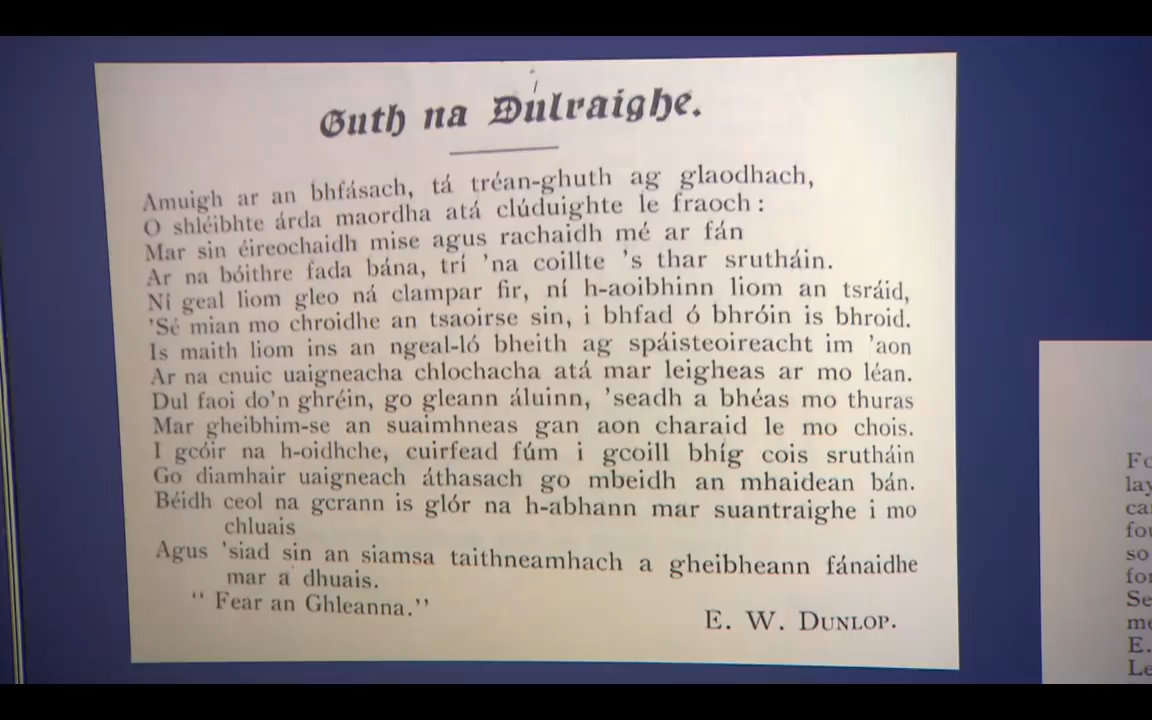 Guth na Dúlraighe.
Amuigh ar an bhfásach, tá tréan-ghuth ag glaodhach,
O shléibhte árda maordha atá clúduighte le fraoch :
Mar sin éireochaidh mise agus rachaidh mé ar fán
Ar na bóithre fada bána, trí 'na coillte 's thar srutháin.
Ní geal liom gleo ná clampar fir, ní h-aoibhinn liom an tsráid,
'Sé mian mo chroidhe an tsaoirse sin, i bhfad ó bhróin is bhroid.
Is maith liom ins an ngeal-ló bheith ag spáisteoireacht im 'aon
Ar na cnuic uaigneacha chlochacha atá mar leigheas ar mo léan.
Dul faoi do'n ghréin, go gleann áluinn, 'seadh a bhéas mo thuras
Mar gheibhim-se an suaimhneas gan aon charaid le mo chois.
I gcóir na h-oidhche, cuirfead fúm i gcoill bhíg cois srutháin
Go diamhair uaigneach áthasach go mbeidh an mhaidean bán.
Béidh ceol na gcrann is glór na h-abhann mar suantraighe i mo
chluais
Agus 'siad sin an siamsa taithneamhach a gheibheann fánaidhe
mar a dhuais.
" Fear an Ghleanna."
E. W. DUNLOP.
so
E.